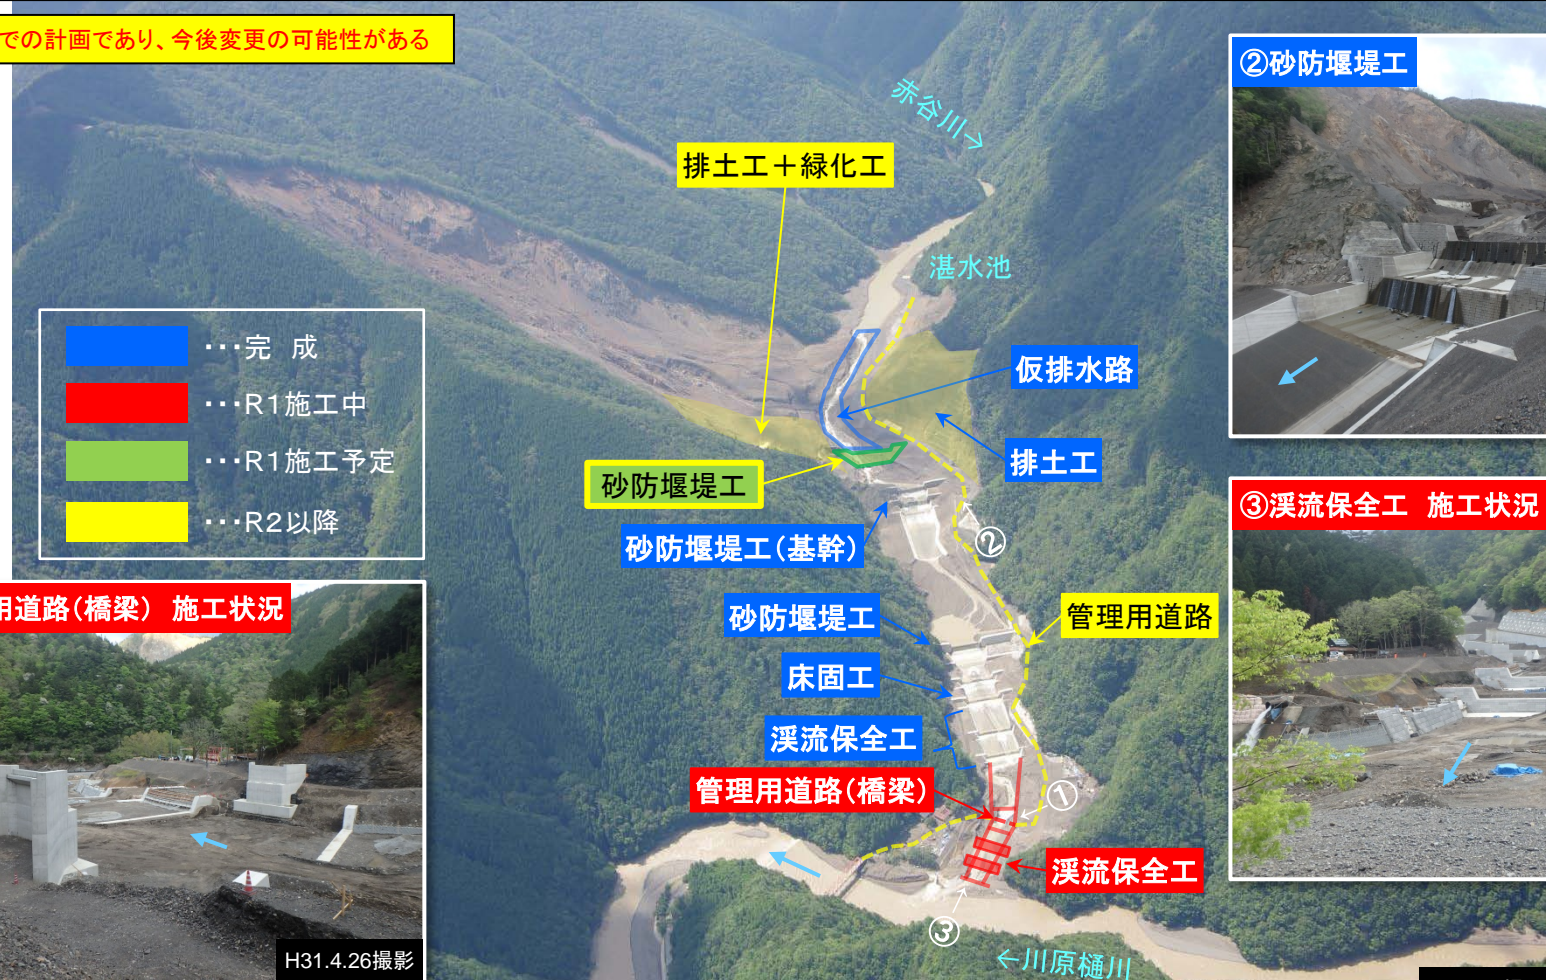 での計画であり、今後変更の可能性がある
赤谷川→
②砂防堰堤工
排土工＋緑化工
湛水池
･･･完　成
･･･R1施工中
･･･R1施工予定
･･･R2以降
仮排水路
排土工
砂防堰堤工
砂防堰堤工（基幹）
②
③渓流保全工　施工状況
用道路（橋梁）　施工状況
砂防堰堤工
管理用道路
床固工
渓流保全工
管理用道路（橋梁）
①
渓流保全工
③
←川原樋川
H31.4.26撮影